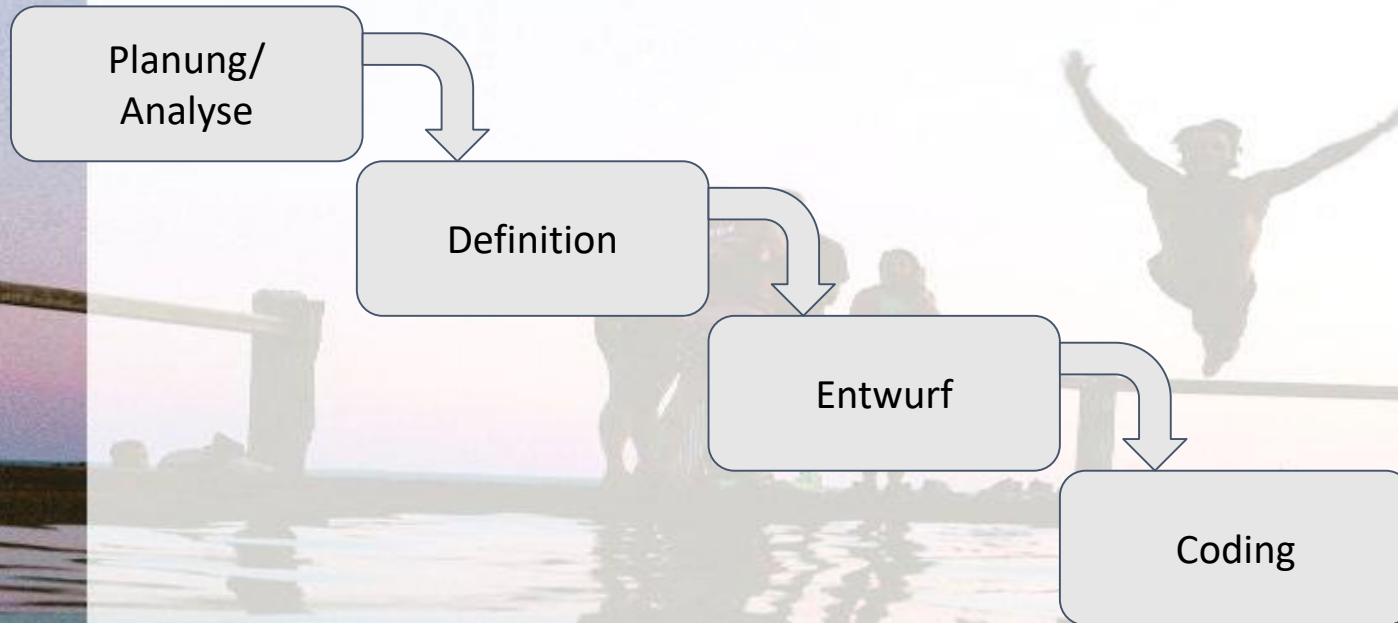 Planung/
Analyse
Definition
Entwurf
Coding